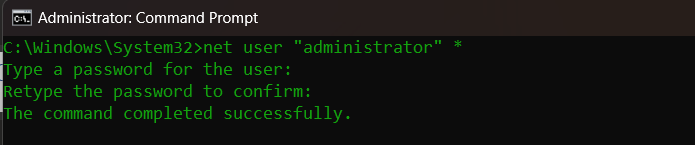 Administrator: Command Prompt
C:\Windows\System32>net user "administrator" *
Type a password for the user:
Retype the password to confirm:
The command completed successfully.